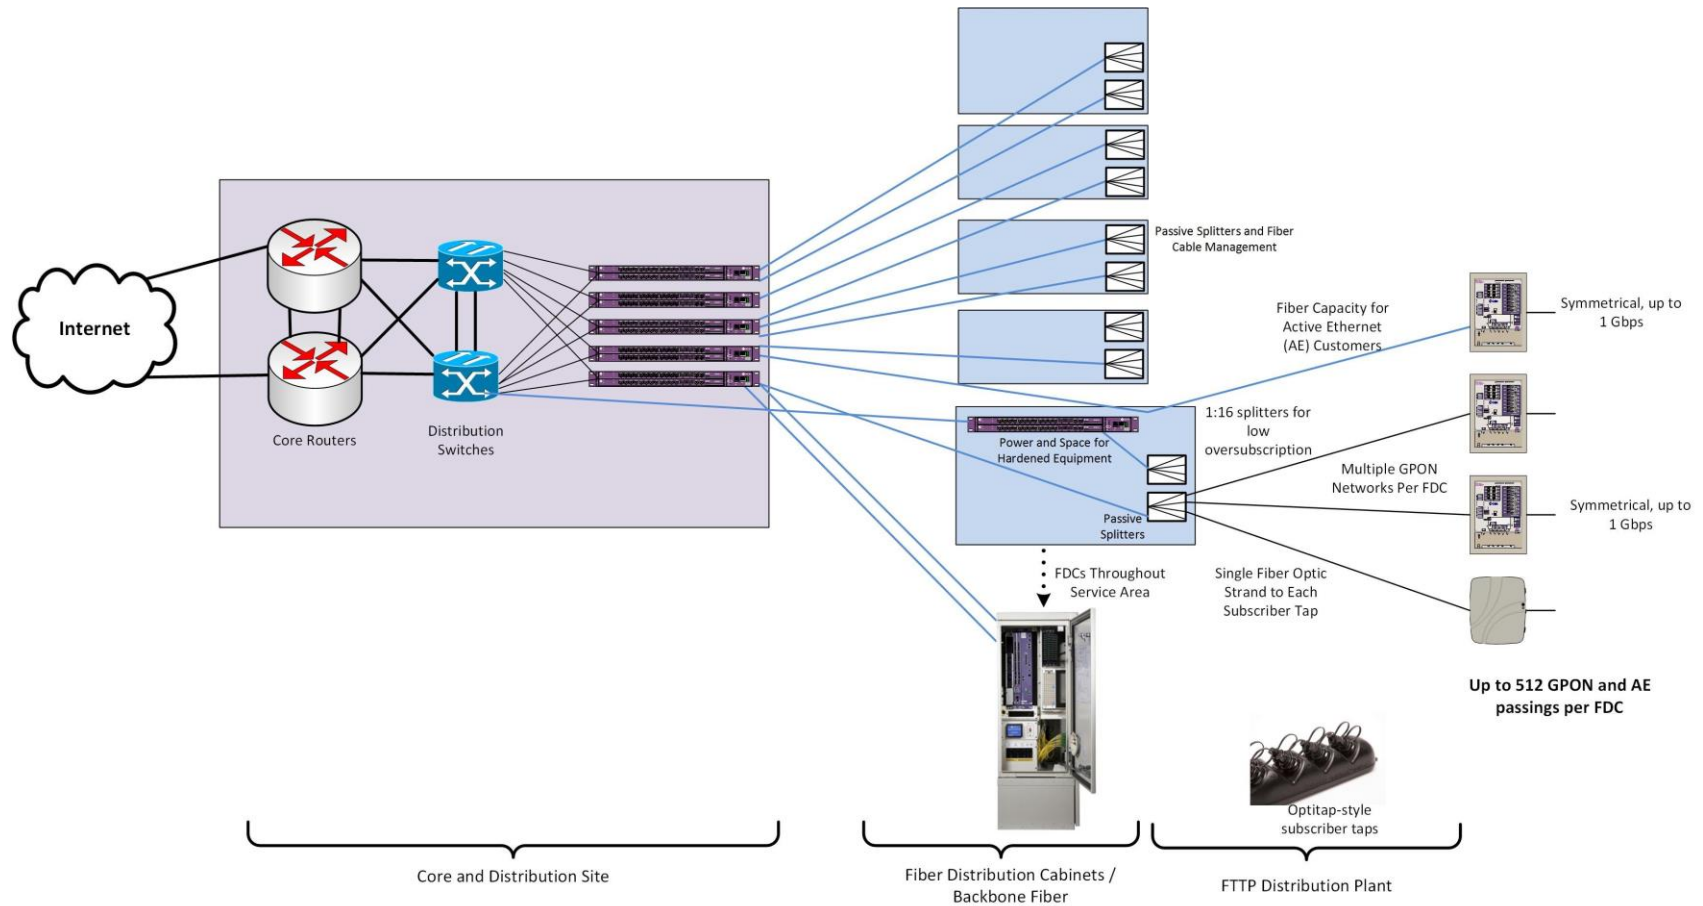 Internet
Core Routers
Distribution
Switches
Passive Splitters and Fiber
Cable Management
Fiber Capacity for
Active Ethernet
(AE) Customers
Symmetrical, up to
1 Gbps
1:16 splitters for
low
oversubscription
Power and Space for
Hardened Equipment
Multiple GPON
Networks Per FDC
Passive
Splitters
Symmetrical, up to
1 Gbps
FDCs Throughout
Service Area
Single Fiber Optic
Strand to Each
Subscriber Tap
Up to 512 GPON and AE
passings per FDC
Optitap-style
subscriber taps
Core and Distribution Site
Fiber Distribution Cabinets /
Backbone Fiber
FTTP Distribution Plant